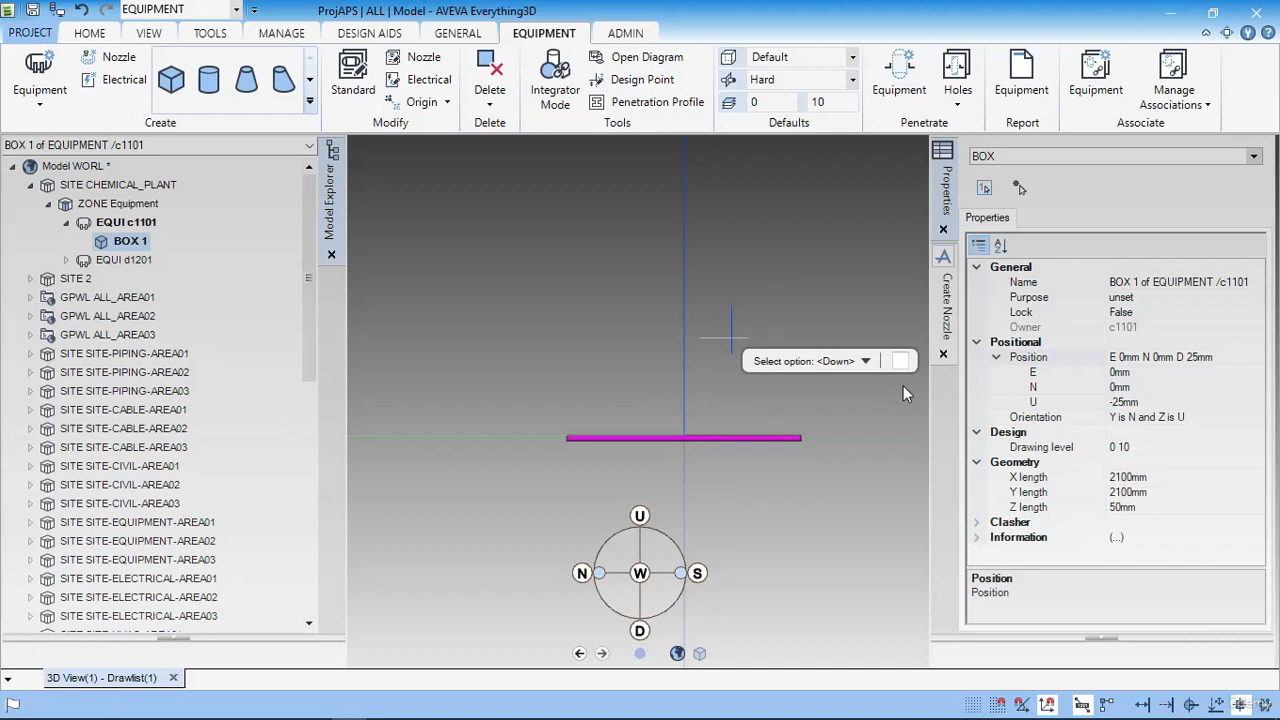 EQUIPMENT
ProjAPS | ALL | Model - AVEVA Everything3D
PROJECT HOME VIEW TOOLS MANAGE DESIGN AIDS GENERAL EQUIPMENT ADMIN
Equipment
Nozzle
Electrical
Create
Standard
Nozzle
Electrical
Origin
Modify
Delete
Delete
Integrator
Mode
Open Diagram
Design Point
Penetration Profile
Tools
Default
Hard
0 10
Defaults
Equipment
Holes
Penetrate
Equipment
Report
Equipment
Manage
Associations
Associate
BOX 1 of EQUIPMENT /c1101
Model WORL *
SITE CHEMICAL_PLANT
ZONE Equipment
EQUI c1101
BOX 1
EQUI d1201
SITE 2
GPWL ALL_AREA01
GPWL ALL_AREA02
GPWL ALL_AREA03
SITE SITE-PIPING-AREA01
SITE SITE-PIPING-AREA02
SITE SITE-PIPING-AREA03
SITE SITE-CABLE-AREA01
SITE SITE-CABLE-AREA02
SITE SITE-CABLE-AREA03
SITE SITE-CIVIL-AREA01
SITE SITE-CIVIL-AREA02
SITE SITE-CIVIL-AREA03
SITE SITE-EQUIPMENT-AREA01
SITE SITE-EQUIPMENT-AREA02
SITE SITE-EQUIPMENT-AREA03
SITE SITE-ELECTRICAL-AREA01
SITE SITE-ELECTRICAL-AREA02
SITE SITE-ELECTRICAL-AREA03
Model Explorer
Select option: <Down>
U
N W S
D
3D View(1) - Drawlist(1)
Properties
Create Nozzle
BOX
Properties
General
Name BOX 1 of EQUIPMENT /c1101
Purpose unset
Lock False
Owner c1101
Positional
Position E 0mm N 0mm D 25mm
E 0mm
N 0mm
U -25mm
Orientation Y is N and Z is U
Design
Drawing level 0 10
Geometry
X length 2100mm
Y length 2100mm
Z length 50mm
Clasher
Information (...)
Position
Position